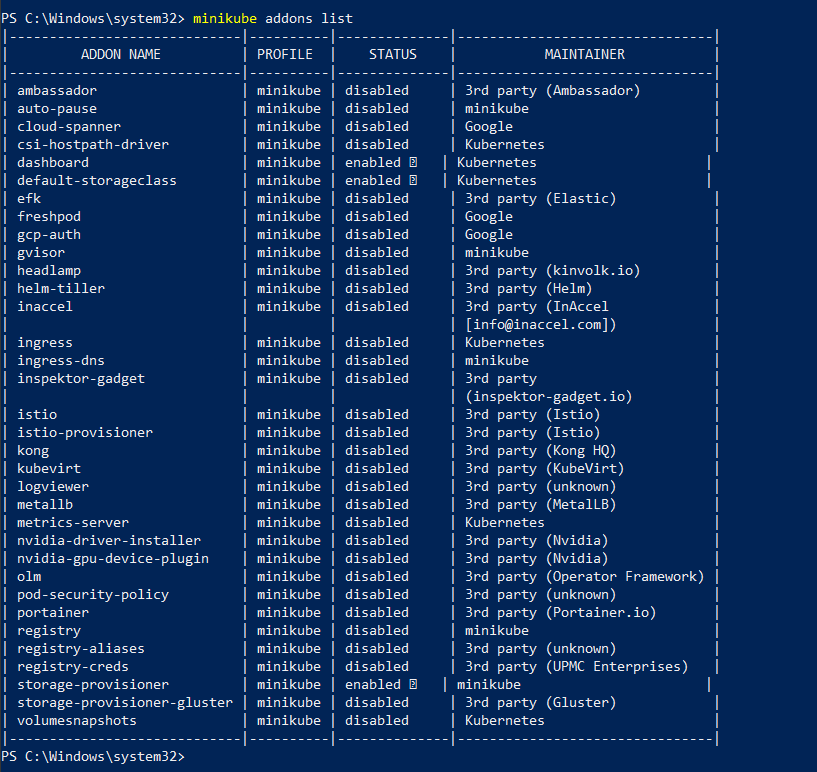 PS C:\Windows\system32> minikube addons list
|-----------------------------|----------|--------------|--------------------------------|
|         ADDON NAME          | PROFILE  |    STATUS    |           MAINTAINER           |
|-----------------------------|----------|--------------|--------------------------------|
| ambassador                  | minikube | disabled     | 3rd party (Ambassador)         |
| auto-pause                  | minikube | disabled     | minikube                       |
| cloud-spanner               | minikube | disabled     | Google                         |
| csi-hostpath-driver         | minikube | disabled     | Kubernetes                     |
| dashboard                   | minikube | enabled �   | Kubernetes                     |
| default-storageclass        | minikube | enabled �   | Kubernetes                     |
| efk                         | minikube | disabled     | 3rd party (Elastic)            |
| freshpod                    | minikube | disabled     | Google                         |
| gcp-auth                    | minikube | disabled     | Google                         |
| gvisor                      | minikube | disabled     | minikube                       |
| headlamp                    | minikube | disabled     | 3rd party (kinvolk.io)         |
| helm-tiller                 | minikube | disabled     | 3rd party (Helm)               |
| inaccel                     | minikube | disabled     | 3rd party (InAccel             |
|                             |          |              | [info@inaccel.com])            |
| ingress                     | minikube | disabled     | Kubernetes                     |
| ingress-dns                 | minikube | disabled     | minikube                       |
| inspektor-gadget            | minikube | disabled     | 3rd party                      |
|                             |          |              | (inspektor-gadget.io)          |
| istio                       | minikube | disabled     | 3rd party (Istio)              |
| istio-provisioner           | minikube | disabled     | 3rd party (Istio)              |
| kong                        | minikube | disabled     | 3rd party (Kong HQ)            |
| kubevirt                    | minikube | disabled     | 3rd party (KubeVirt)           |
| logviewer                   | minikube | disabled     | 3rd party (unknown)            |
| metallb                     | minikube | disabled     | 3rd party (MetalLB)            |
| metrics-server              | minikube | disabled     | Kubernetes                     |
| nvidia-driver-installer     | minikube | disabled     | 3rd party (Nvidia)             |
| nvidia-gpu-device-plugin    | minikube | disabled     | 3rd party (Nvidia)             |
| olm                         | minikube | disabled     | 3rd party (Operator Framework) |
| pod-security-policy         | minikube | disabled     | 3rd party (unknown)            |
| portainer                   | minikube | disabled     | 3rd party (Portainer.io)       |
| registry                    | minikube | disabled     | minikube                       |
| registry-aliases            | minikube | disabled     | 3rd party (unknown)            |
| registry-creds              | minikube | disabled     | 3rd party (UPMC Enterprises)   |
| storage-provisioner         | minikube | enabled �   | minikube                       |
| storage-provisioner-gluster | minikube | disabled     | 3rd party (Gluster)            |
| volumesnapshots             | minikube | disabled     | Kubernetes                     |
|-----------------------------|----------|--------------|--------------------------------|
PS C:\Windows\system32>